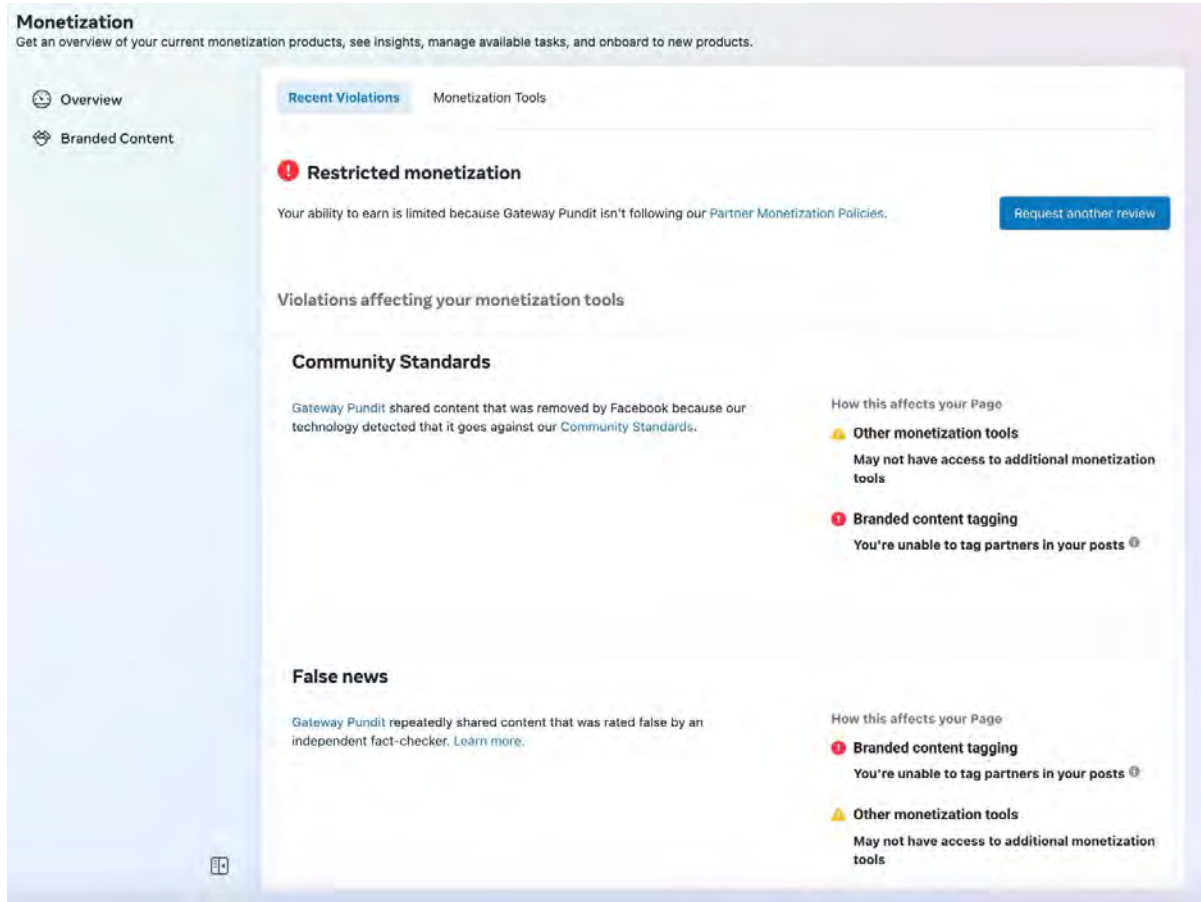 Monetization
Get an overview of your current monetization products, see insights, manage available tasks, and onboard to new products.
Overview
Branded Content
Recent Violations
Monetization Tools
Restricted monetization
Your ability to earn is limited because Gateway Pundit isn't following our Partner Monetization Policies.
Request another review
Violations affecting your monetization tools
Community Standards
Gateway Pundit shared content that was removed by Facebook because our
technology detected that it goes against our Community Standards.
How this affects your Page
Other monetization tools
May not have access to additional monetization
tools
Branded content tagging
You're unable to tag partners in your posts
False news
Gateway Pundit repeatedly shared content that was rated false by an
independent fact-checker. Learn more.
How this affects your Page
Branded content tagging
You're unable to tag partners in your posts
Other monetization tools
May not have access to additional monetization
tools